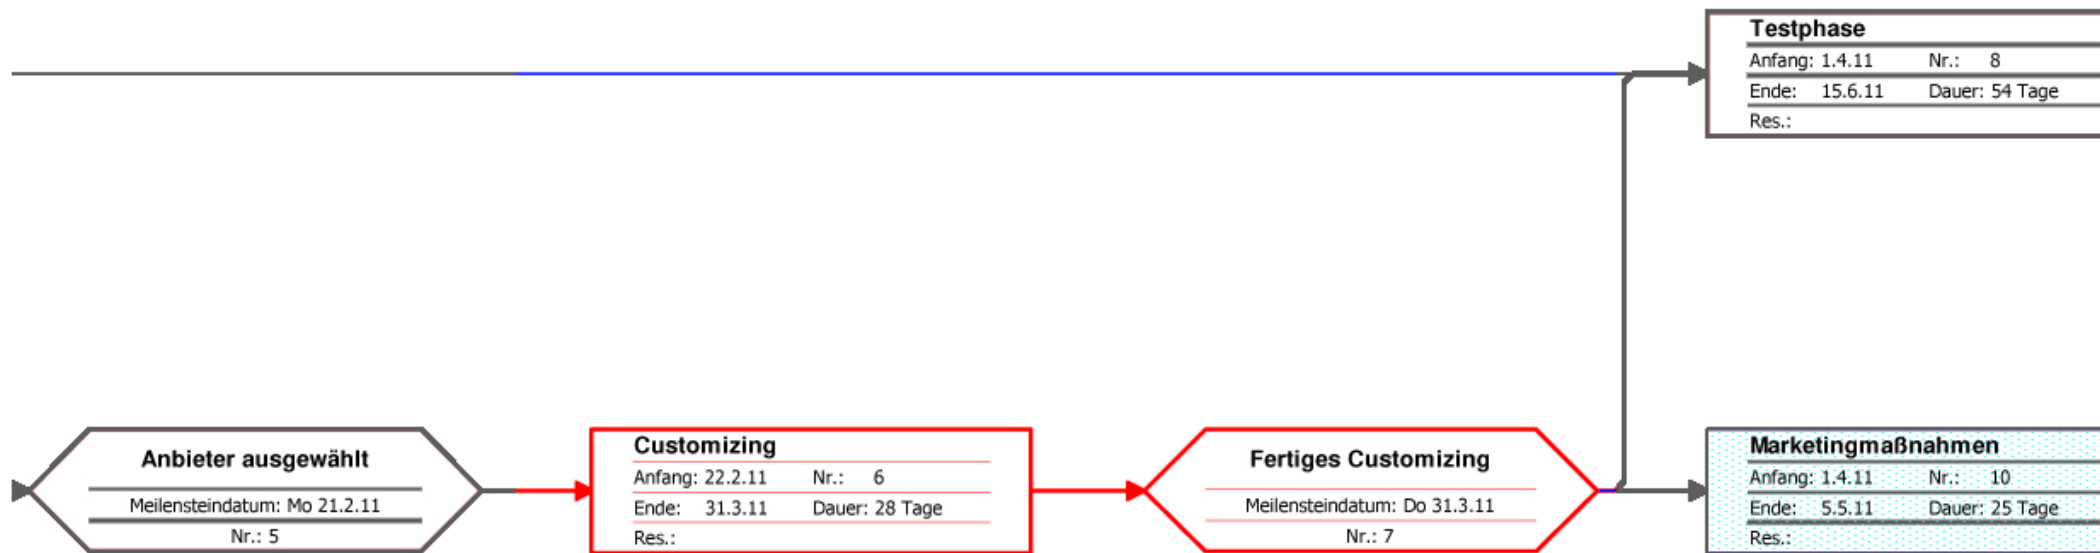 Testphase
Anfang: 1.4.11 Nr.: 8
Ende: 15.6.11 Dauer: 54 Tage
Res.:
Anbieter ausgewählt
Meilensteindatum: Mo 21.2.11
Nr.: 5
Customizing
Anfang: 22.2.11 Nr.: 6
Ende: 31.3.11 Dauer: 28 Tage
Res.:
Fertiges Customizing
Meilensteindatum: Do 31.3.11
Nr.: 7
Marketingmaßnahmen
Anfang: 1.4.11 Nr.: 10
Ende: 5.5.11 Dauer: 25 Tage
Res.: